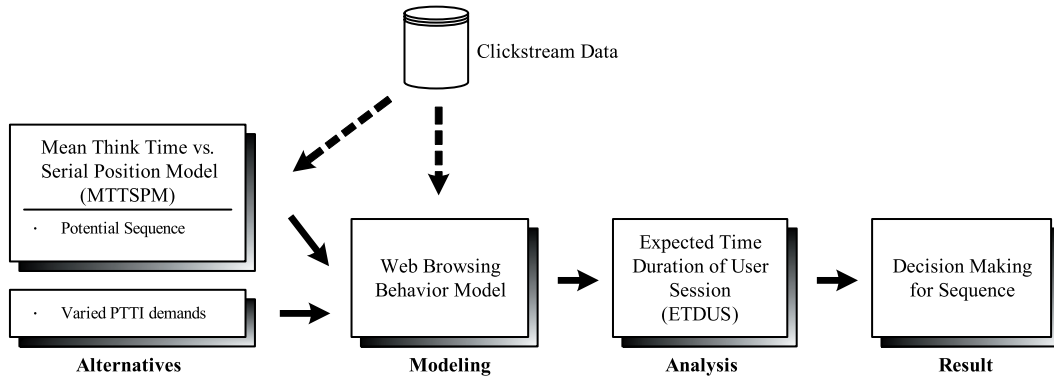 Clickstream Data
Mean Think Time vs.
Serial Position Model
(MTTSPM)
· Potential Sequence
· Varied PTTI demands
Alternatives
Web Browsing
Behavior Model
Modeling
Expected Time
Duration of User
Session
(ETDUS)
Analysis
Decision Making
for Sequence
Result